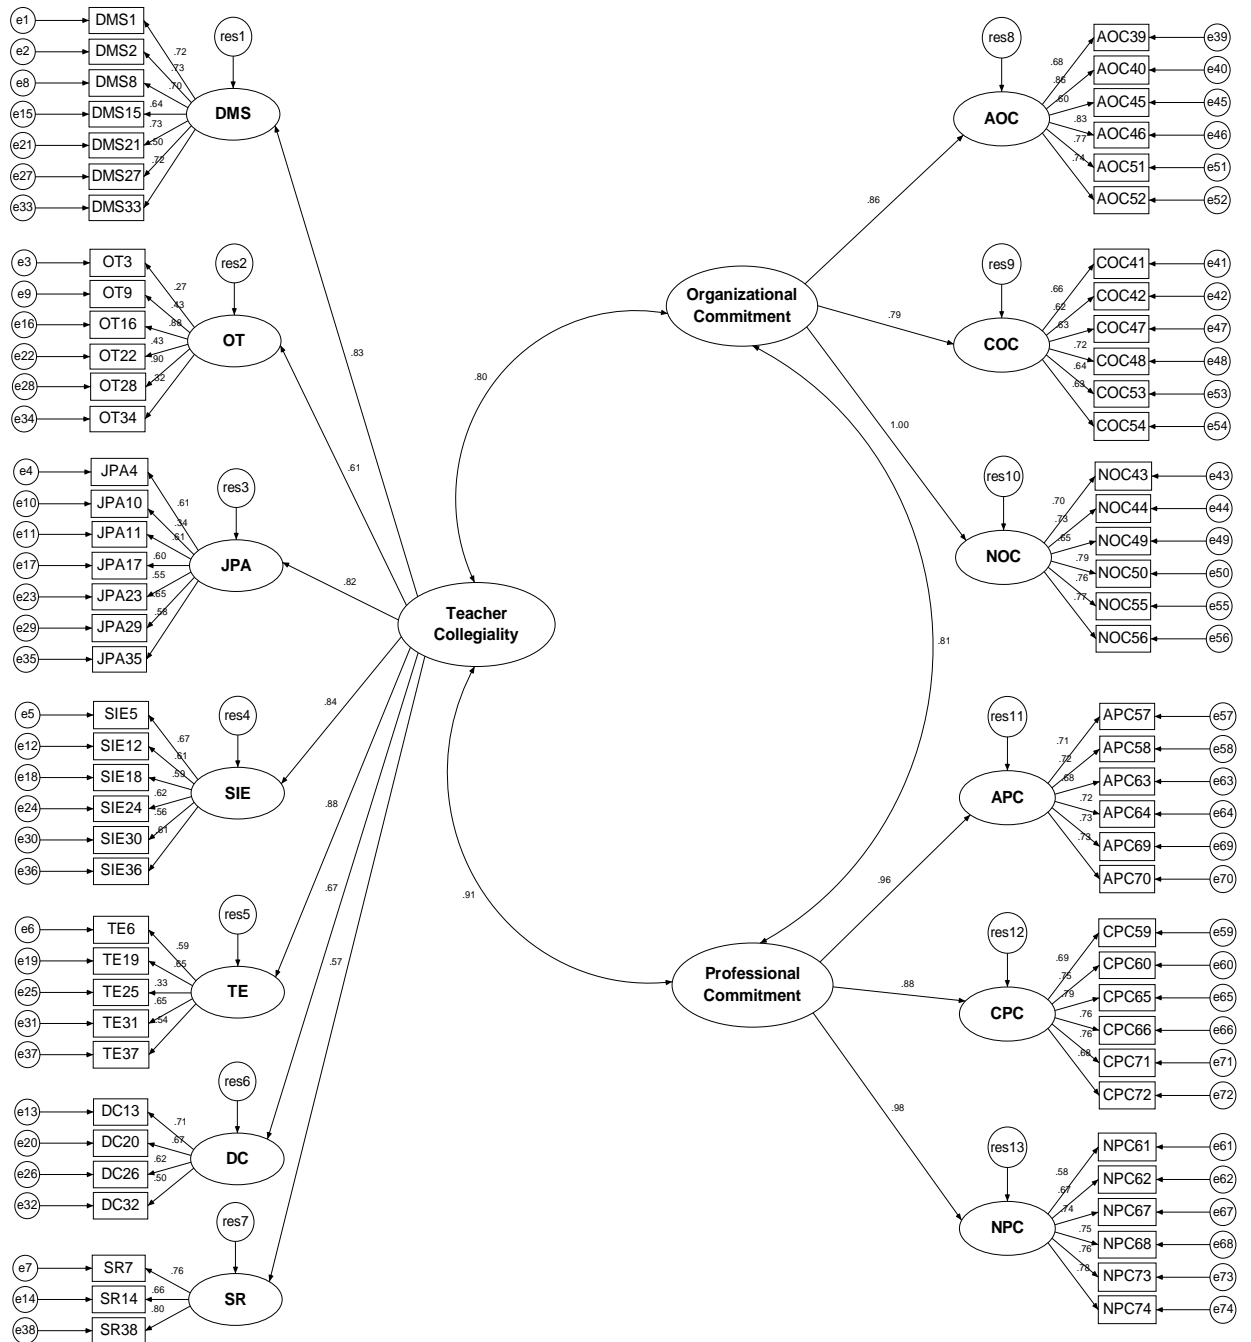 e1 DMS1
e2 DMS2
e8 DMS8
e15 DMS15
e21 DMS21
e27 DMS27
e33 DMS33
.72
.73
.70
.64
.73
.50
.72
res1
DMS
e3 OT3
e9 OT9
e16 OT16
e22 OT22
e28 OT28
e34 OT34
.27
.43
.88
.43
.90
.32
res2
OT
e4 JPA4
e10 JPA10
e11 JPA11
e17 JPA17
e23 JPA23
e29 JPA29
e35 JPA35
.61
.34
.61
.60
.55
.65
.58
res3
JPA
e5 SIE5
e12 SIE12
e18 SIE18
e24 SIE24
e30 SIE30
e36 SIE36
.67
.61
.59
.62
.56
.61
res4
SIE
e6 TE6
e19 TE19
e25 TE25
e31 TE31
e37 TE37
.59
.65
.33
.65
.54
res5
TE
e13 DC13
e20 DC20
e26 DC26
e32 DC32
.71
.67
.62
.50
res6
DC
e7 SR7
e14 SR14
e38 SR38
.76
.66
.80
res7
SR
.83
.61
.82
.84
.88
.67
.57
Teacher
Collegiality
.80
.91
.81
Organizational
Commitment
.86
.79
1.00
Professional
Commitment
.96
.88
.98
res8
AOC
.68
.86
.60
.83
.77
.74
AOC39 e39
AOC40 e40
AOC45 e45
AOC46 e46
AOC51 e51
AOC52 e52
res9
COC
.66
.62
.63
.72
.64
.63
COC41 e41
COC42 e42
COC47 e47
COC48 e48
COC53 e53
COC54 e54
res10
NOC
.70
.73
.65
.79
.76
.77
NOC43 e43
NOC44 e44
NOC49 e49
NOC50 e50
NOC55 e55
NOC56 e56
res11
APC
.71
.72
.68
.72
.73
.73
APC57 e57
APC58 e58
APC63 e63
APC64 e64
APC69 e69
APC70 e70
res12
CPC
.69
.75
.79
.76
.76
.68
CPC59 e59
CPC60 e60
CPC65 e65
CPC66 e66
CPC71 e71
CPC72 e72
res13
NPC
.58
.67
.74
.75
.76
.78
NPC61 e61
NPC62 e62
NPC67 e67
NPC68 e68
NPC73 e73
NPC74 e74